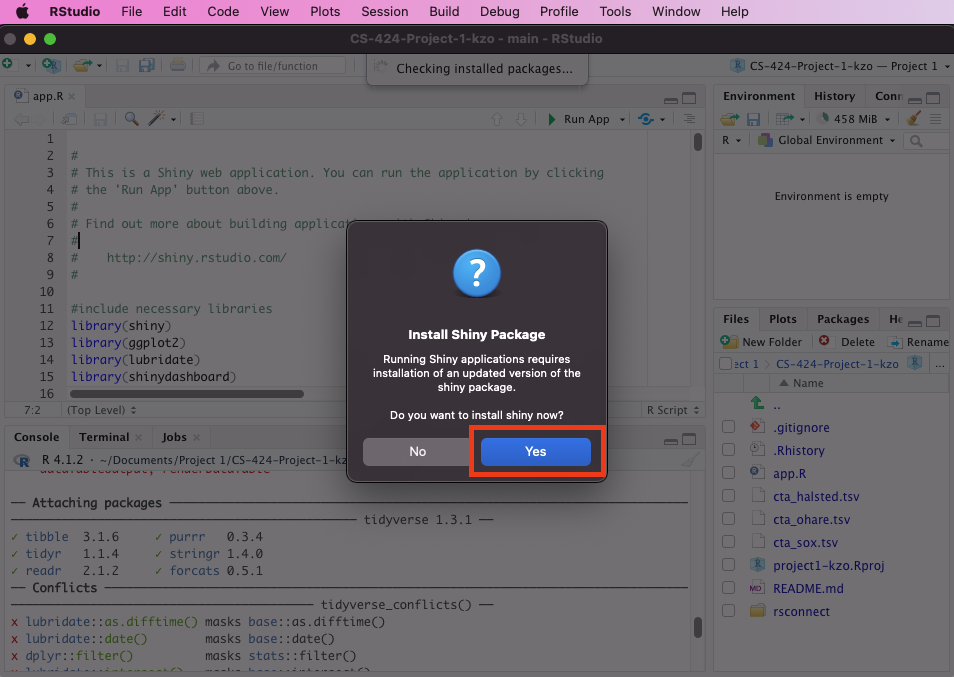 RStudio File Edit Code View Plots Session Build Debug Profile Tools Window Help
CS-424-Project-1-kzo - main - RStudio
Go to file/function
Checking installed packages...
CS-424-Project-1-kzo — Project 1
app.R
Run App
1
2 #
3 # This is a Shiny web application. You can run the application by clicking
4 # the 'Run App' button above.
5 #
6 # Find out more about building applicat
7 #
8 # http://shiny.rstudio.com/
9 #
10
11 #include necessary libraries
12 library(shiny)
13 library(ggplot2)
14 library(lubridate)
15 library(shinydashboard)
16
7:2 (Top Level) R Script
Install Shiny Package
Running Shiny applications requires
installation of an updated version of the
shiny package.
Do you want to install shiny now?
No Yes
Console Terminal Jobs
R 4.1.2 · ~/Documents/Project 1/CS-424-Project-1-kz
dataTableOutput, renderDataTable
— Attaching packages
tidyverse 1.3.1 —
✓ tibble 3.1.6 ✓ purrr 0.3.4
✓ tidyr 1.1.4 ✓ stringr 1.4.0
✓ readr 2.1.2 ✓ forcats 0.5.1
— Conflicts
tidyverse_conflicts() —
x lubridate::as.difftime() masks base::as.difftime()
x lubridate::date() masks base::date()
x dplyr::filter() masks stats::filter()
Environment History Conn
458 MiB
R Global Environment
Environment is empty
Files Plots Packages He
New Folder Delete Rename
ect 1 CS-424-Project-1-kzo ...
Name
..
.gitignore
.Rhistory
app.R
cta_halsted.tsv
cta_ohare.tsv
cta_sox.tsv
project1-kzo.Rproj
MD README.md
rsconnect